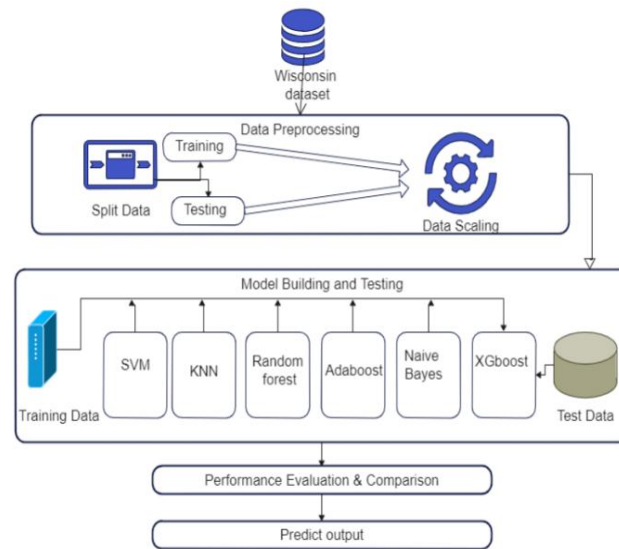 Wisconsin
dataset
Data Preprocessing
Training
Testing
Split Data
Data Scaling
Model Building and Testing
SVM
KNN
Random
forest
Adaboost
Naive
Bayes
XGboost
Training Data
Test Data
Performance Evaluation & Comparison
Predict output